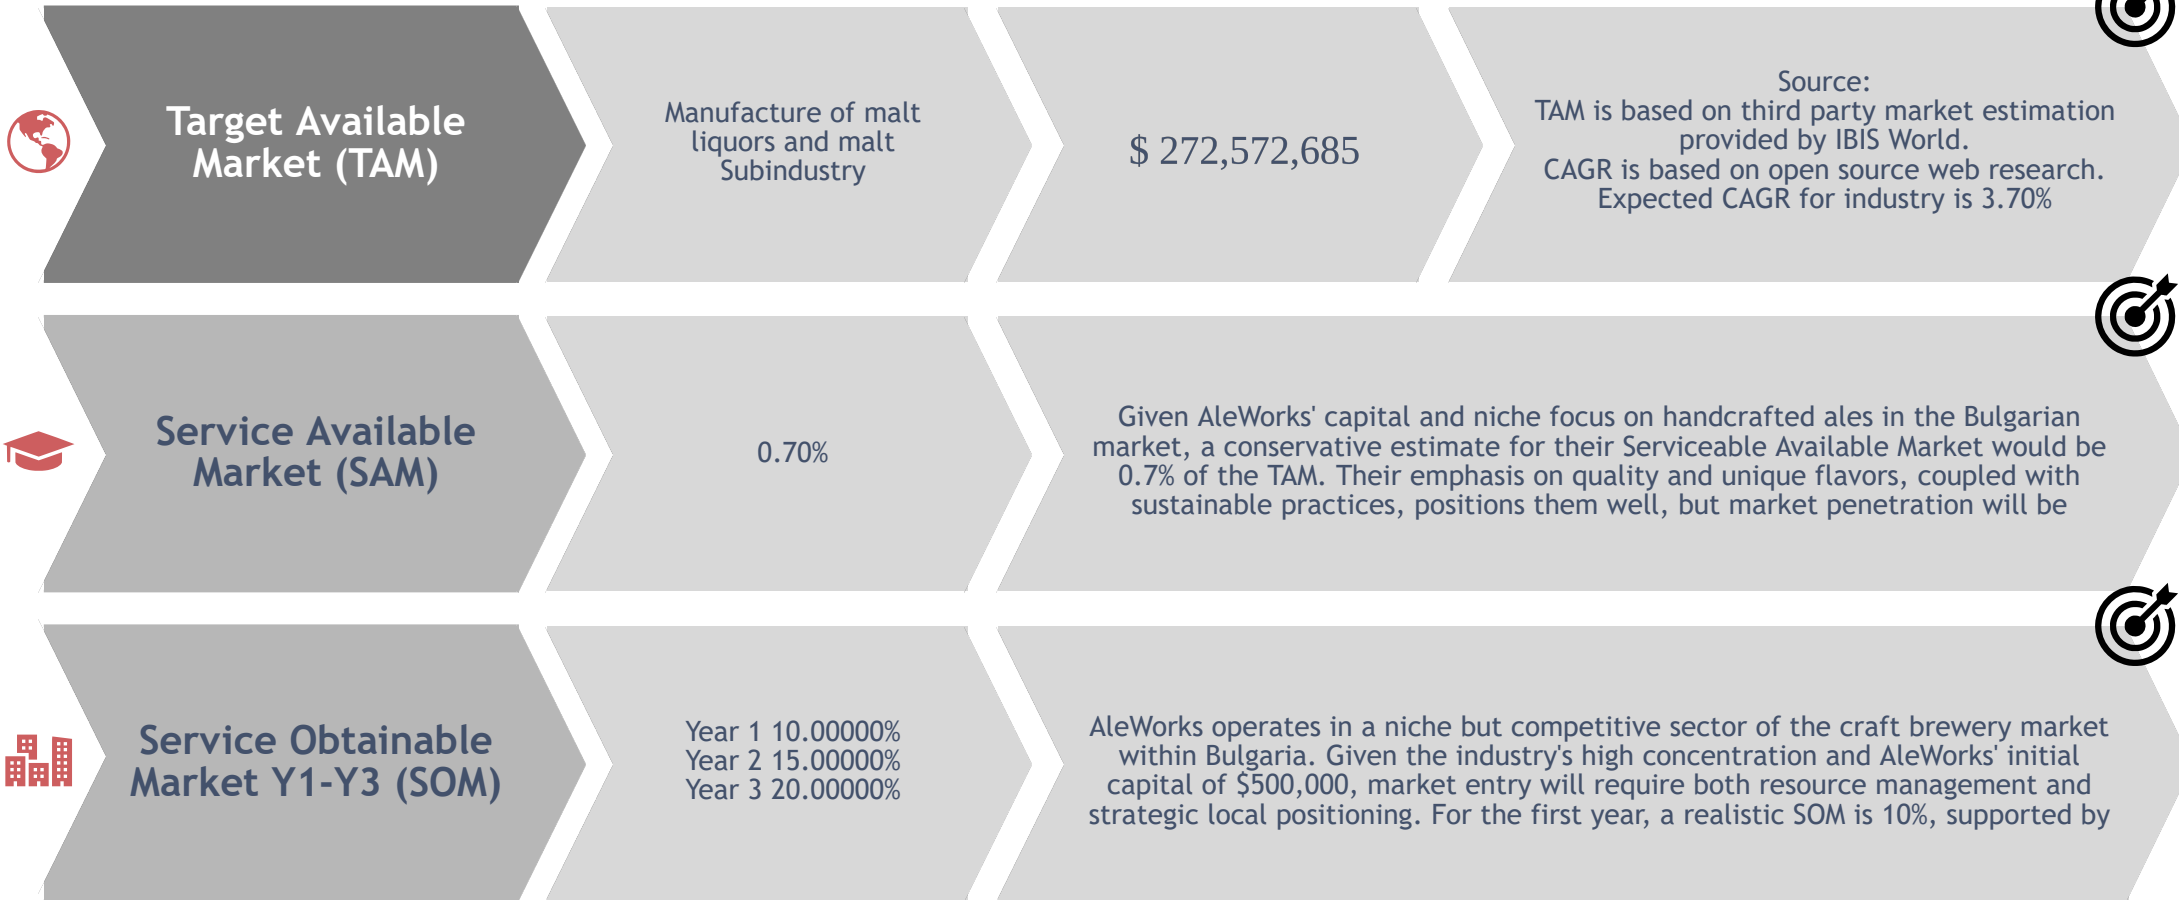 Target Available
Market (TAM)
Manufacture of malt
liquors and malt
Subindustry
$ 272,572,685
Source:
TAM is based on third party market estimation
provided by IBIS World.
CAGR is based on open source web research.
Expected CAGR for industry is 3.70%
Service Available
Market (SAM)
0.70%
Given AleWorks' capital and niche focus on handcrafted ales in the Bulgarian
market, a conservative estimate for their Serviceable Available Market would be
0.7% of the TAM. Their emphasis on quality and unique flavors, coupled with
sustainable practices, positions them well, but market penetration will be
Service Obtainable
Market Y1-Y3 (SOM)
Year 1 10.00000%
Year 2 15.00000%
Year 3 20.00000%
AleWorks operates in a niche but competitive sector of the craft brewery market
within Bulgaria. Given the industry's high concentration and AleWorks' initial
capital of $500,000, market entry will require both resource management and
strategic local positioning. For the first year, a realistic SOM is 10%, supported by